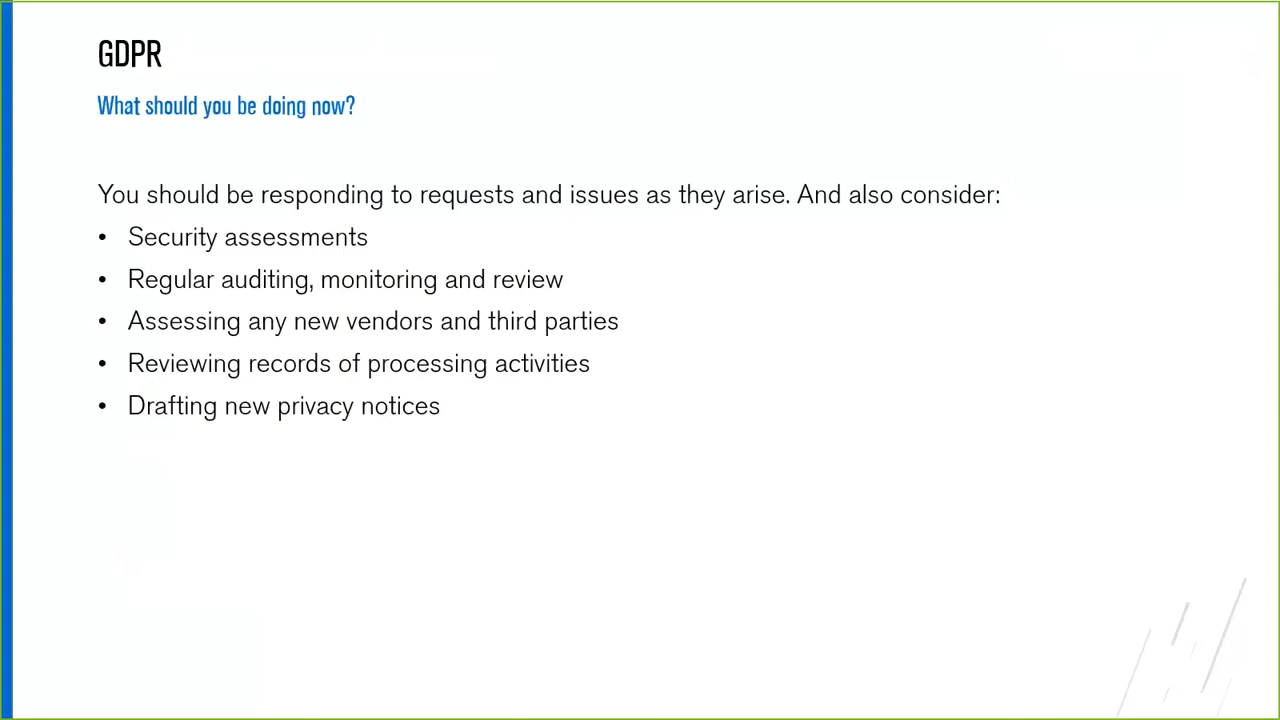 GDPR
What should you be doing now?
You should be responding to requests and issues as they arise. And also consider:
• Security assessments
• Regular auditing, monitoring and review
• Assessing any new vendors and third parties
• Reviewing records of processing activities
• Drafting new privacy notices